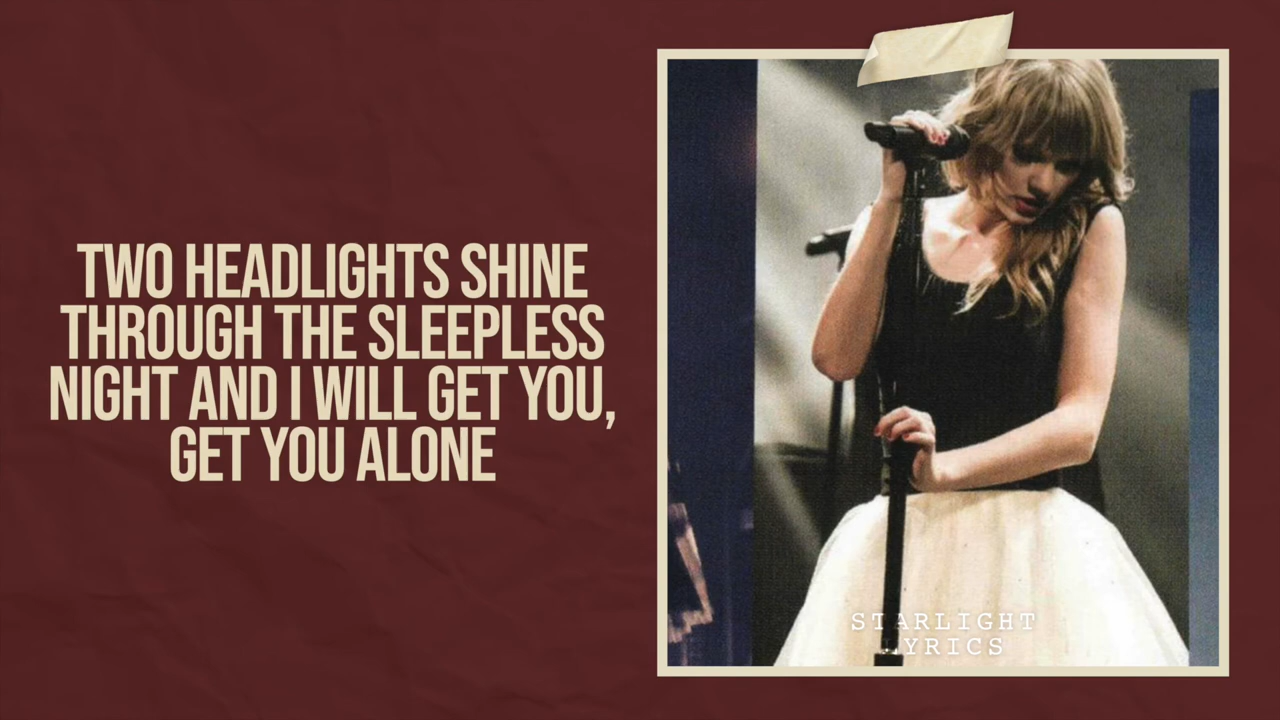 TWO HEADLIGHTS SHINE
THROUGH THE SLEEPLESS
NIGHT AND I WILL GET YOU,
GET YOU ALONE
STARLIGHT
LYRICS